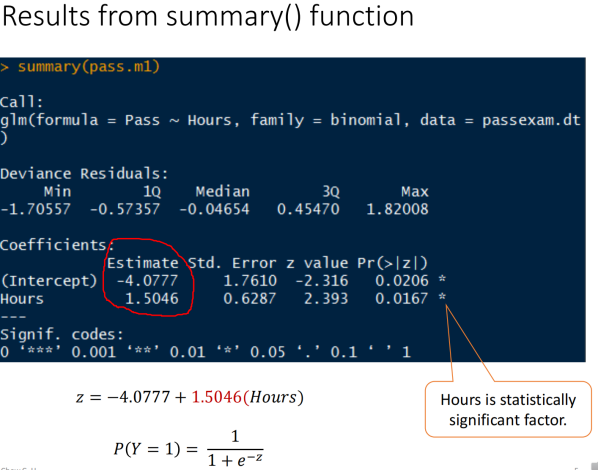 Results from summary() function
> summary(pass.m1)
Call:
glm(formula = Pass ~ Hours, family = binomial, data = passexam.dt
)
Deviance Residuals:
Min 1Q Median 3Q Max
-1.70557 -0.57357 -0.04654 0.45470 1.82008
Coefficients:
Estimate Std. Error z value Pr(>|z|)
(Intercept) -4.0777 1.7610 -2.316 0.0206 *
Hours 1.5046 0.6287 2.393 0.0167 *
---
Signif. codes:
0 ‘***’ 0.001 ‘**’ 0.01 ‘*’ 0.05 ‘.’ 0.1 ‘ ’ 1
z = −4.0777 + 1.5046(Hours)
Hours is statistically
significant factor.
P(Y = 1) = 1 / 1 + e^−z